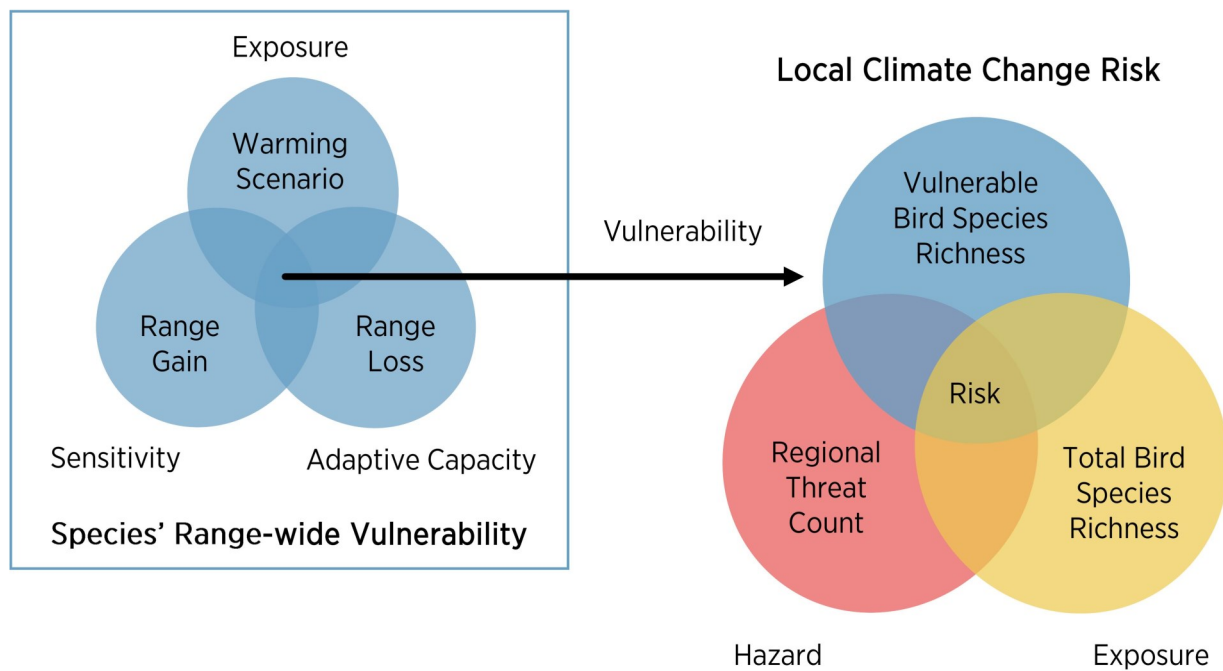 Exposure
Warming
Scenario
Range
Gain
Range
Loss
Sensitivity
Adaptive Capacity
Species’ Range-wide Vulnerability
Vulnerability
Local Climate Change Risk
Vulnerable
Bird Species
Richness
Risk
Regional
Threat
Count
Total Bird
Species
Richness
Hazard
Exposure